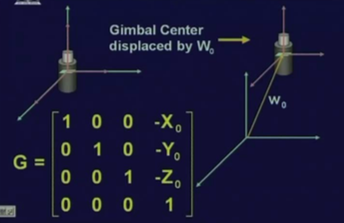 Gimbal Center
displaced by W₀
W₀
G =
1 0 0 -X₀
0 1 0 -Y₀
0 0 1 -Z₀
0 0 0 1